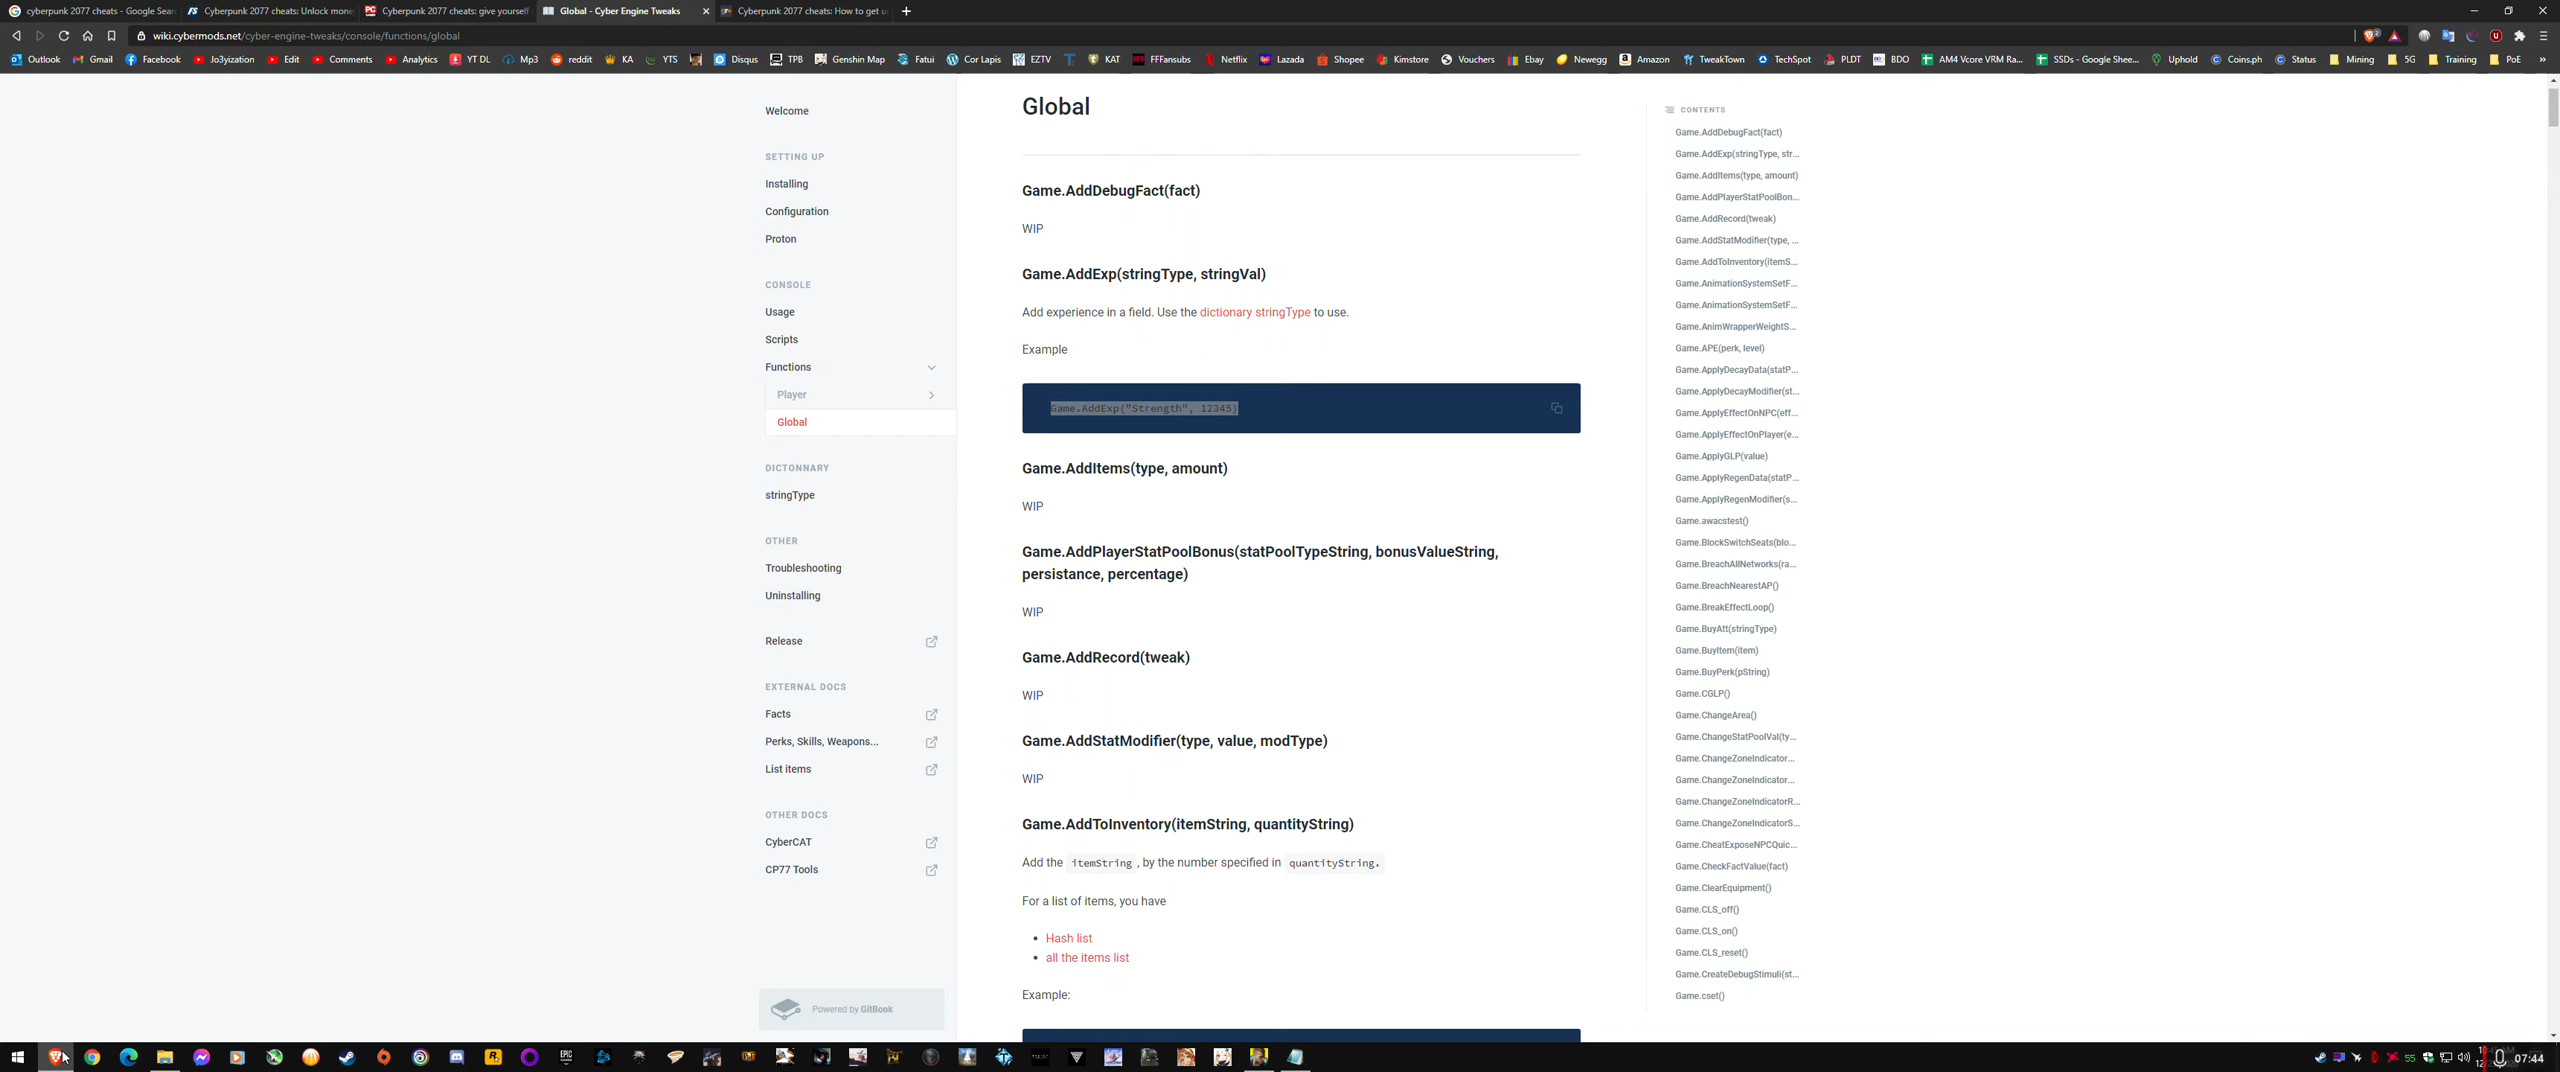 cyberpunk 2077 cheats - Google Sear
Cyberpunk 2077 cheats: Unlock mone
Cyberpunk 2077 cheats: give yourself
Global - Cyber Engine Tweaks
Cyberpunk 2077 cheats: How to get u
wiki.cybermods.net/cyber-engine-tweaks/console/functions/global
Outlook Gmail Facebook Jo3yization Edit Comments Analytics YT DL Mp3 reddit KA YTS Disqus TPB Genshin Map Fatui Cor Lapis EZTV KAT FFFansubs Netflix Lazada Shopee Kimstore Vouchers Ebay Newegg Amazon TweakTown TechSpot PLDT BDO AM4 Vcore VRM Ra... SSDs - Google Shee... Uphold Coins.ph Status Mining 5G Training PoE »
Welcome
SETTING UP
Installing
Configuration
Proton
CONSOLE
Usage
Scripts
Functions
Player
Global
DICTONNARY
stringType
OTHER
Troubleshooting
Uninstalling
Release
EXTERNAL DOCS
Facts
Perks, Skills, Weapons...
List items
OTHER DOCS
CyberCAT
CP77 Tools
Powered by GitBook
Global
Game.AddDebugFact(fact)
WIP
Game.AddExp(stringType, stringVal)
Add experience in a field. Use the dictionary stringType to use.
Example
Game.AddExp("Strength", 12345)
Game.AddItems(type, amount)
WIP
Game.AddPlayerStatPoolBonus(statPoolTypeString, bonusValueString,
persistance, percentage)
WIP
Game.AddRecord(tweak)
WIP
Game.AddStatModifier(type, value, modType)
WIP
Game.AddToInventory(itemString, quantityString)
Add the itemString , by the number specified in quantityString.
For a list of items, you have
• Hash list
• all the items list
Example:
CONTENTS
Game.AddDebugFact(fact)
Game.AddExp(stringType, str...
Game.AddItems(type, amount)
Game.AddPlayerStatPoolBon...
Game.AddRecord(tweak)
Game.AddStatModifier(type, ...
Game.AddToInventory(itemS...
Game.AnimationSystemSetF...
Game.AnimationSystemSetF...
Game.AnimWrapperWeightS...
Game.APE(perk, level)
Game.ApplyDecayData(statP...
Game.ApplyDecayModifier(st...
Game.ApplyEffectOnNPC(eff...
Game.ApplyEffectOnPlayer(e...
Game.ApplyGLP(value)
Game.ApplyRegenData(statP...
Game.ApplyRegenModifier(s...
Game.awacstest()
Game.BlockSwitchSeats(blo...
Game.BreachAllNetworks(ra...
Game.BreachNearestAP()
Game.BreakEffectLoop()
Game.BuyAtt(stringType)
Game.BuyItem(item)
Game.BuyPerk(pString)
Game.CGLP()
Game.ChangeArea()
Game.ChangeStatPoolVal(ty...
Game.ChangeZoneIndicator...
Game.ChangeZoneIndicator...
Game.ChangeZoneIndicatorR...
Game.ChangeZoneIndicatorS...
Game.CheatExposeNPCQuic...
Game.CheckFactValue(fact)
Game.ClearEquipment()
Game.CLS_off()
Game.CLS_on()
Game.CLS_reset()
Game.CreateDebugStimuli(st...
Game.cset()
55
07:44